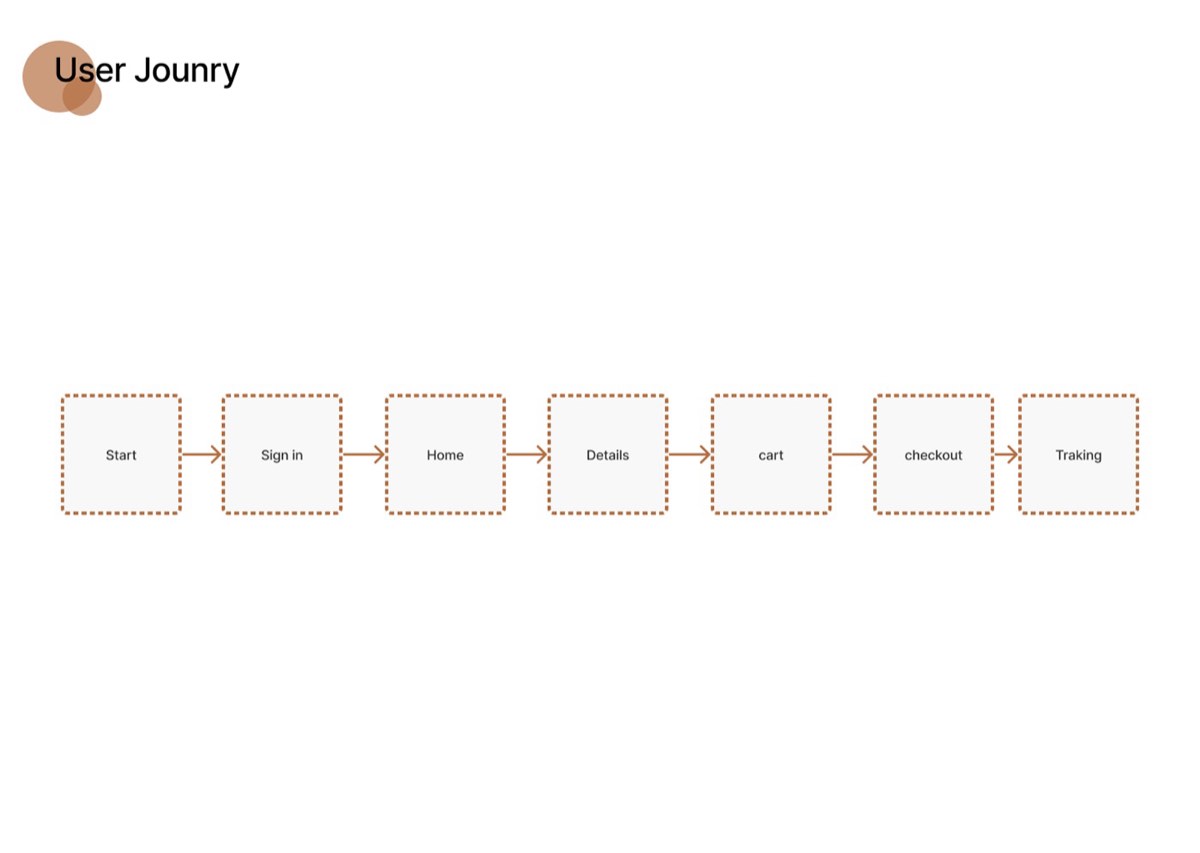 User Jounry
Start
Sign in
Home
Details
cart
checkout
Traking